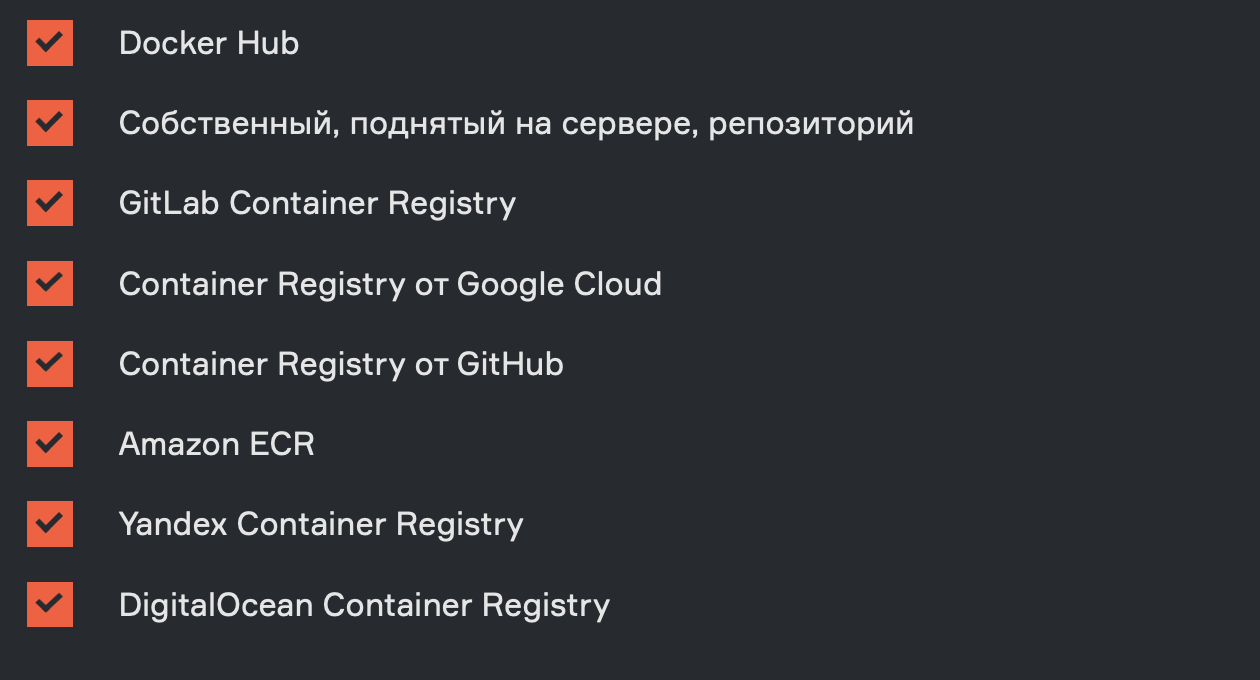 Docker Hub
Собственный, поднятый на сервере, репозиторий
GitLab Container Registry
Container Registry от Google Cloud
Container Registry от GitHub
Amazon ECR
Yandex Container Registry
DigitalOcean Container Registry